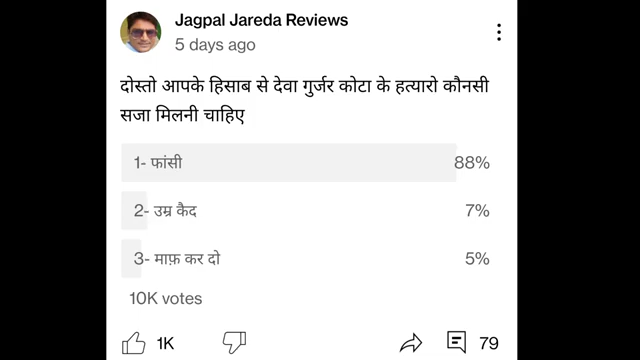 Jagpal Jareda Reviews
5 days ago
दोस्तो आपके हिसाब से देवा गुर्जर कोटा के हत्यारो कौनसी
सजा मिलनी चाहिए
1- फांसी 88%
2- उम्र कैद 7%
3- माफ़ कर दो 5%
10K votes
1K 79